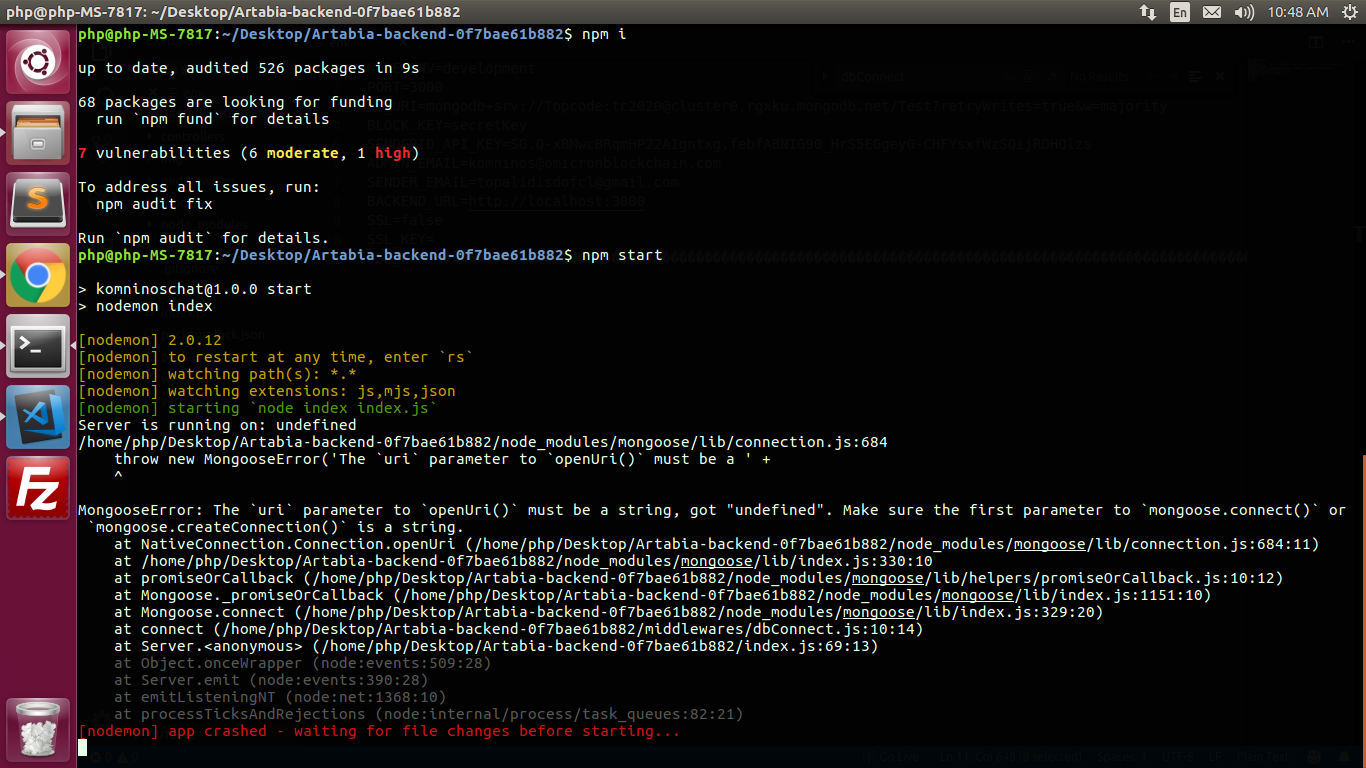 php@php-MS-7817: ~/Desktop/Artabia-backend-0f7bae61b882
En
10:48 AM
php@php-MS-7817:~/Desktop/Artabia-backend-0f7bae61b882$ npm i
up to date, audited 526 packages in 9s
68 packages are looking for funding
  run `npm fund` for details
7 vulnerabilities (6 moderate, 1 high)
To address all issues, run:
  npm audit fix
Run `npm audit` for details.
php@php-MS-7817:~/Desktop/Artabia-backend-0f7bae61b882$ npm start
> komninoschat@1.0.0 start
> nodemon index
[nodemon] 2.0.12
[nodemon] to restart at any time, enter `rs`
[nodemon] watching path(s): *.*
[nodemon] watching extensions: js,mjs,json
[nodemon] starting `node index index.js`
Server is running on: undefined
/home/php/Desktop/Artabia-backend-0f7bae61b882/node_modules/mongoose/lib/connection.js:684
    throw new MongooseError('The `uri` parameter to `openUri()` must be a ' +
    ^
MongooseError: The `uri` parameter to `openUri()` must be a string, got "undefined". Make sure the first parameter to `mongoose.connect()` or
 `mongoose.createConnection()` is a string.
    at NativeConnection.Connection.openUri (/home/php/Desktop/Artabia-backend-0f7bae61b882/node_modules/mongoose/lib/connection.js:684:11)
    at /home/php/Desktop/Artabia-backend-0f7bae61b882/node_modules/mongoose/lib/index.js:330:10
    at promiseOrCallback (/home/php/Desktop/Artabia-backend-0f7bae61b882/node_modules/mongoose/lib/helpers/promiseOrCallback.js:10:12)
    at Mongoose._promiseOrCallback (/home/php/Desktop/Artabia-backend-0f7bae61b882/node_modules/mongoose/lib/index.js:1151:10)
    at Mongoose.connect (/home/php/Desktop/Artabia-backend-0f7bae61b882/node_modules/mongoose/lib/index.js:329:20)
    at connect (/home/php/Desktop/Artabia-backend-0f7bae61b882/middlewares/dbConnect.js:10:14)
    at Server.<anonymous> (/home/php/Desktop/Artabia-backend-0f7bae61b882/index.js:69:13)
    at Object.onceWrapper (node:events:509:28)
    at Server.emit (node:events:390:28)
    at emitListeningNT (node:net:1368:10)
    at processTicksAndRejections (node:internal/process/task_queues:82:21)
[nodemon] app crashed - waiting for file changes before starting...